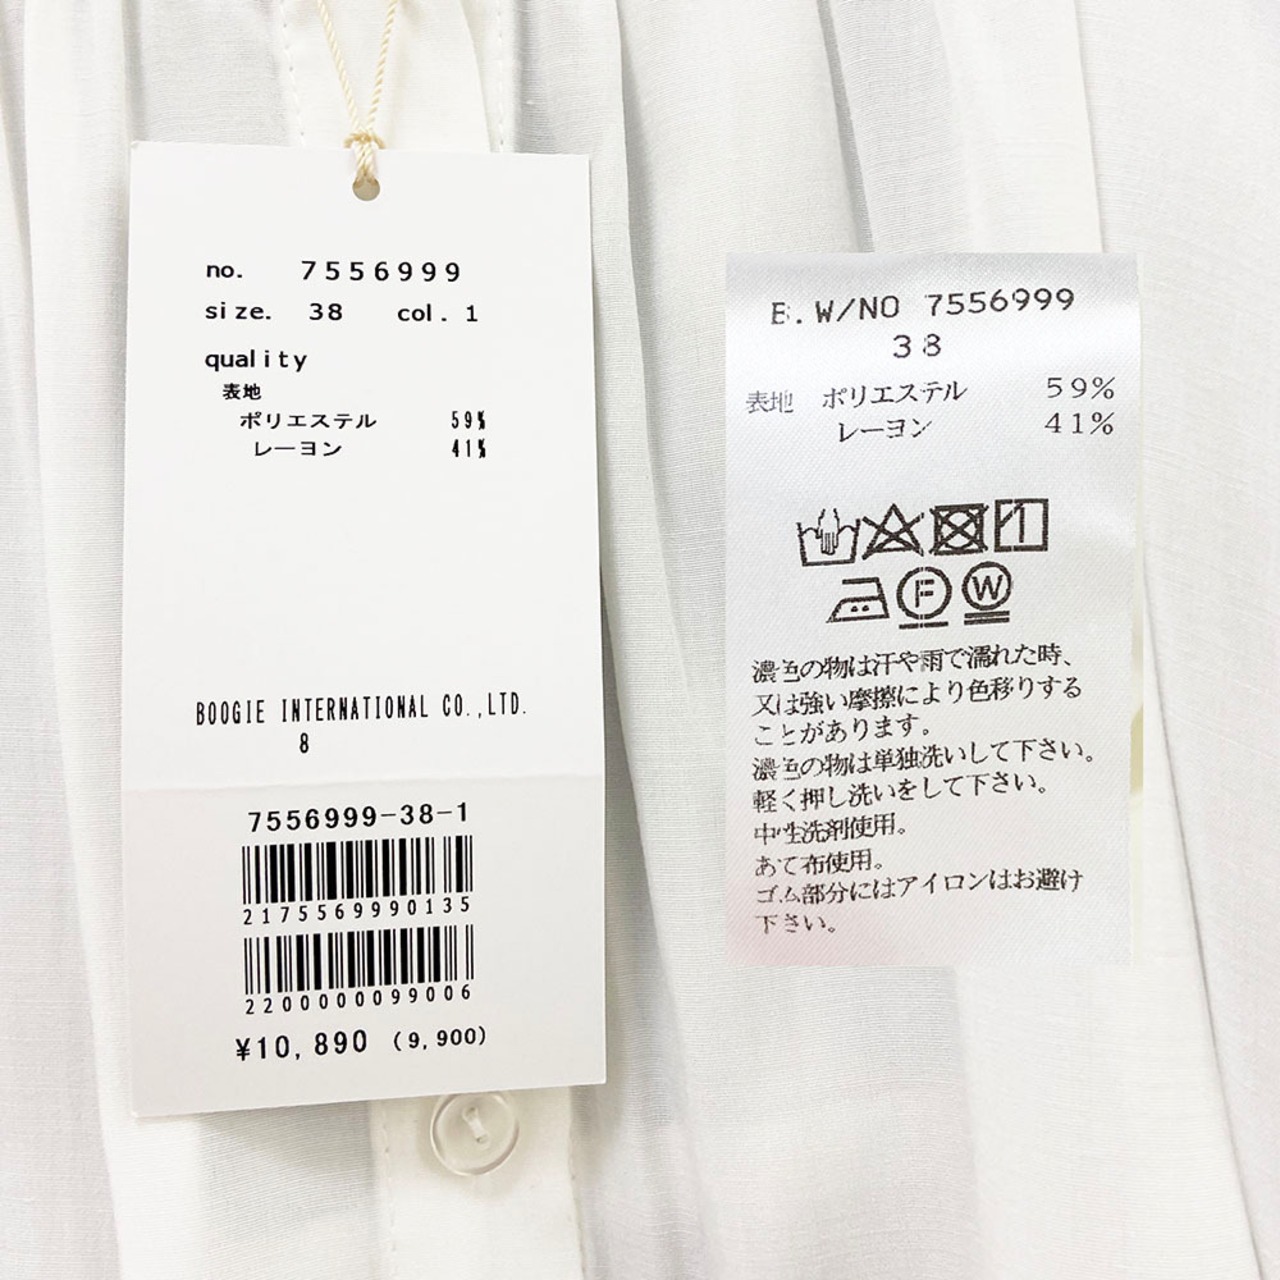 no. 7556999
size. 38 col. 1
quality
表地
ポリエステル 59%
レーヨン 41%
BOOGIE INTERNATIONAL CO.,LTD.
8
7556999-38-1
2175569990135
2200000099006
¥10,890 (9,900)
B.W/NO 7556999
38
表地 ポリエステル 59%
レーヨン 41%
F W
濃色の物は汗や雨で濡れた時、
又は強い摩擦により色移りする
ことがあります。
濃色の物は単独洗いして下さい。
軽く押し洗いをして下さい。
中性洗剤使用。
あて布使用。
ゴム部分にはアイロンはお避け
下さい。